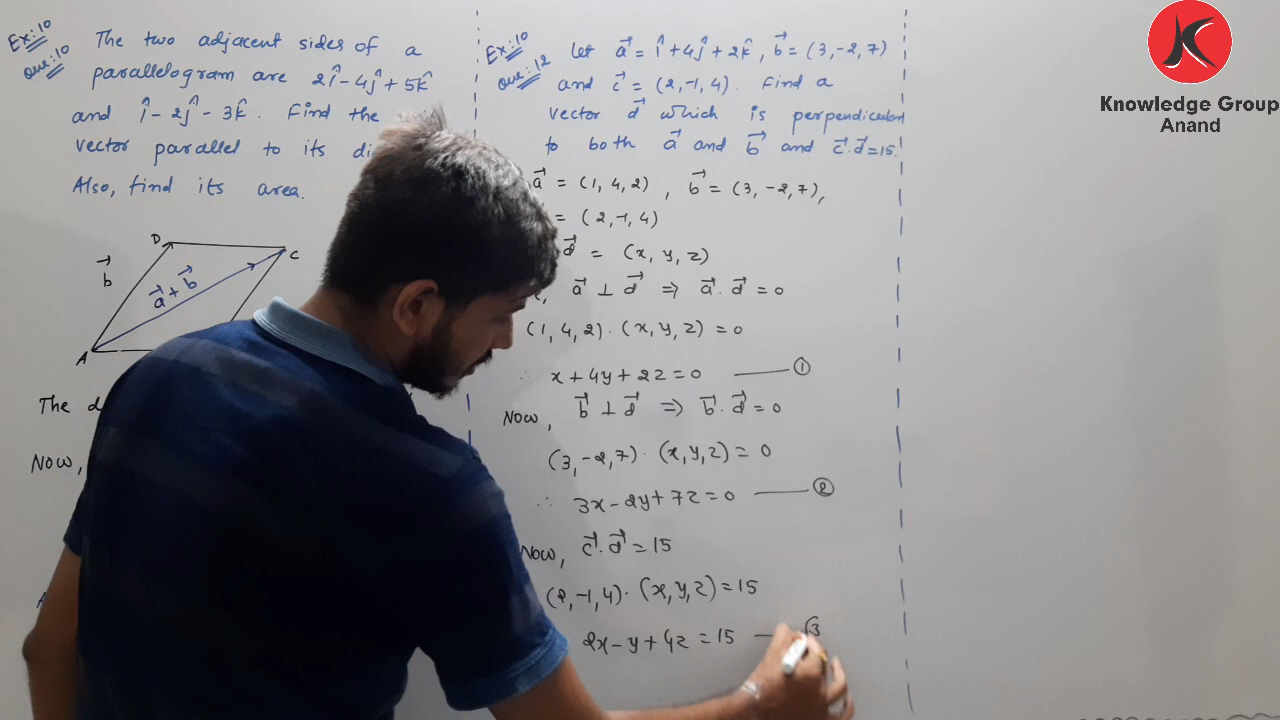 Ex:10
Que:10
The two adjacent sides of a
parallelogram are 2î-4ĵ+5k̂
and î-2ĵ-3k̂. Find the
vector parallel to its
Also, find its area.
D
C
b⃗
a⃗+b⃗
A
The
Now,
Ex:10
Que:12
Let a⃗ = î+4ĵ+2k̂, b⃗ = (3,-2,7)
and c⃗ = (2,-1,4). Find a
vector d⃗ which is perpendicular
to both a⃗ and b⃗ and c⃗.d⃗=15.
a⃗ = (1,4,2), b⃗ = (3,-2,7),
= (2,-1,4)
d⃗ = (x,y,z)
a⃗ ⊥ d⃗ ⇒ a⃗.d⃗ = 0
(1,4,2).(x,y,z) = 0
∴ x+4y+2z=0 — ①
Now, b⃗ ⊥ d⃗ ⇒ b⃗.d⃗ = 0
(3,-2,7).(x,y,z) = 0
∴ 3x-2y+7z=0 — ②
Now, c⃗.d⃗ = 15
(2,-1,4).(x,y,z) = 15
2x-y+4z = 15 — 3
K
Knowledge Group
Anand